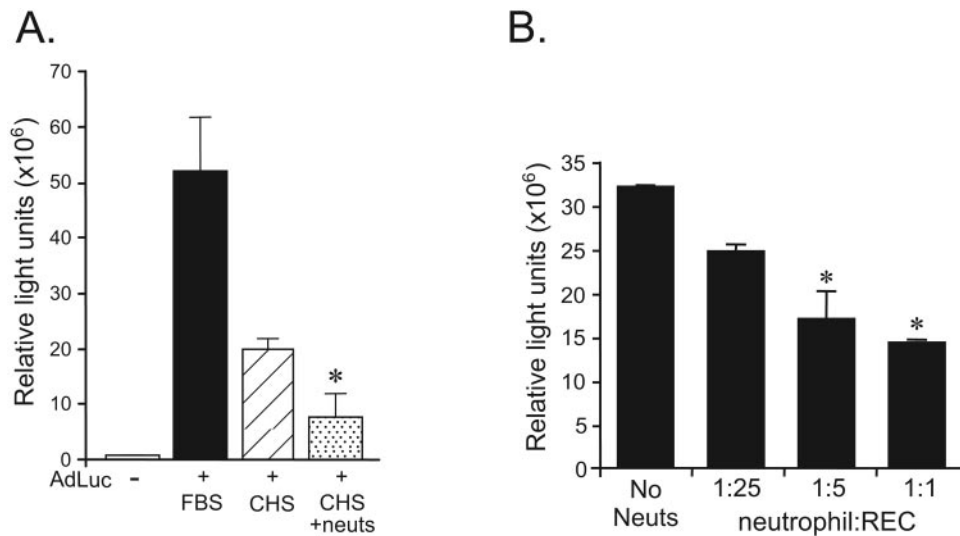 A.
Relative light units (x10⁶)
70
60
50
40
30
20
10
0
*
AdLuc - + + +
FBS CHS CHS
+neuts
B.
Relative light units (x10⁶)
35
30
25
20
15
10
5
0
*
*
No 1:25 1:5 1:1
Neuts neutrophil:REC